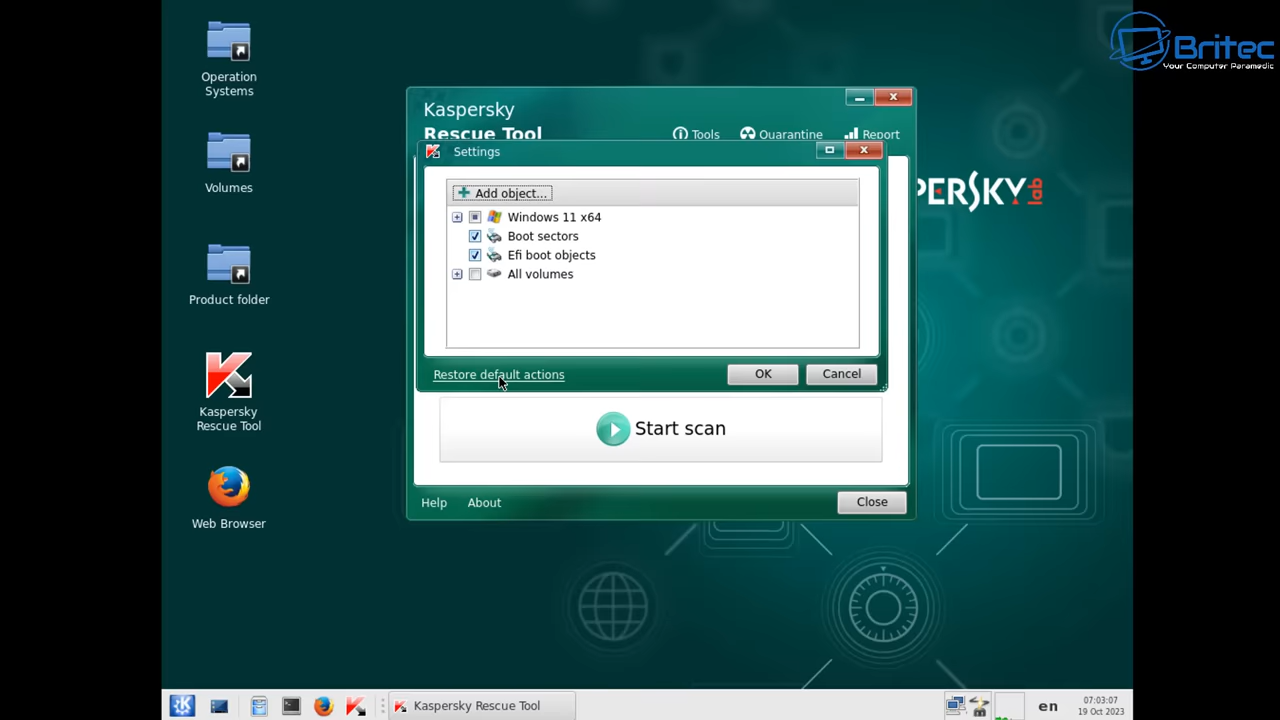 Britec
Your Computer Paramedic
Operation
Systems
Volumes
Product folder
Kaspersky
Rescue Tool
Web Browser
Kaspersky
Rescue Tool
Tools
Quarantine
Report
Settings
Add object...
Windows 11 x64
Boot sectors
Efi boot objects
All volumes
Restore default actions
OK
Cancel
PERSKY lab
Start scan
Help
About
Close
Kaspersky Rescue Tool
en
07:03:07
19 Oct 2023